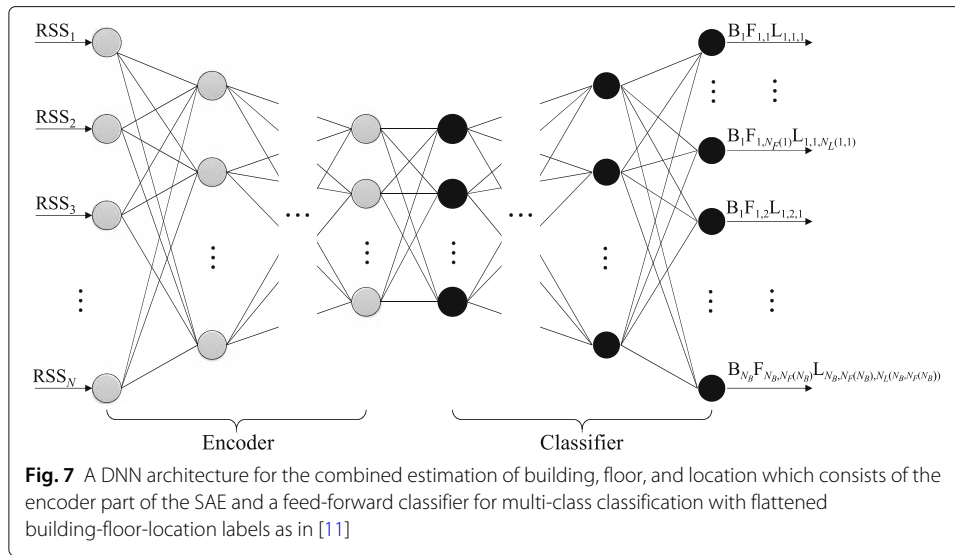 RSS1
B1F1,1L1,1,1
RSS2
B1F1,NF(1)L1,1,NL(1,1)
RSS3
B1F1,2L1,2,1
RSSN
BNBFNB,NF(NB)LNB,NF(NB),NL(NB,NF(NB))
Encoder
Classifier
Fig. 7 A DNN architecture for the combined estimation of building, floor, and location which consists of the
encoder part of the SAE and a feed-forward classifier for multi-class classification with flattened
building-floor-location labels as in [11]